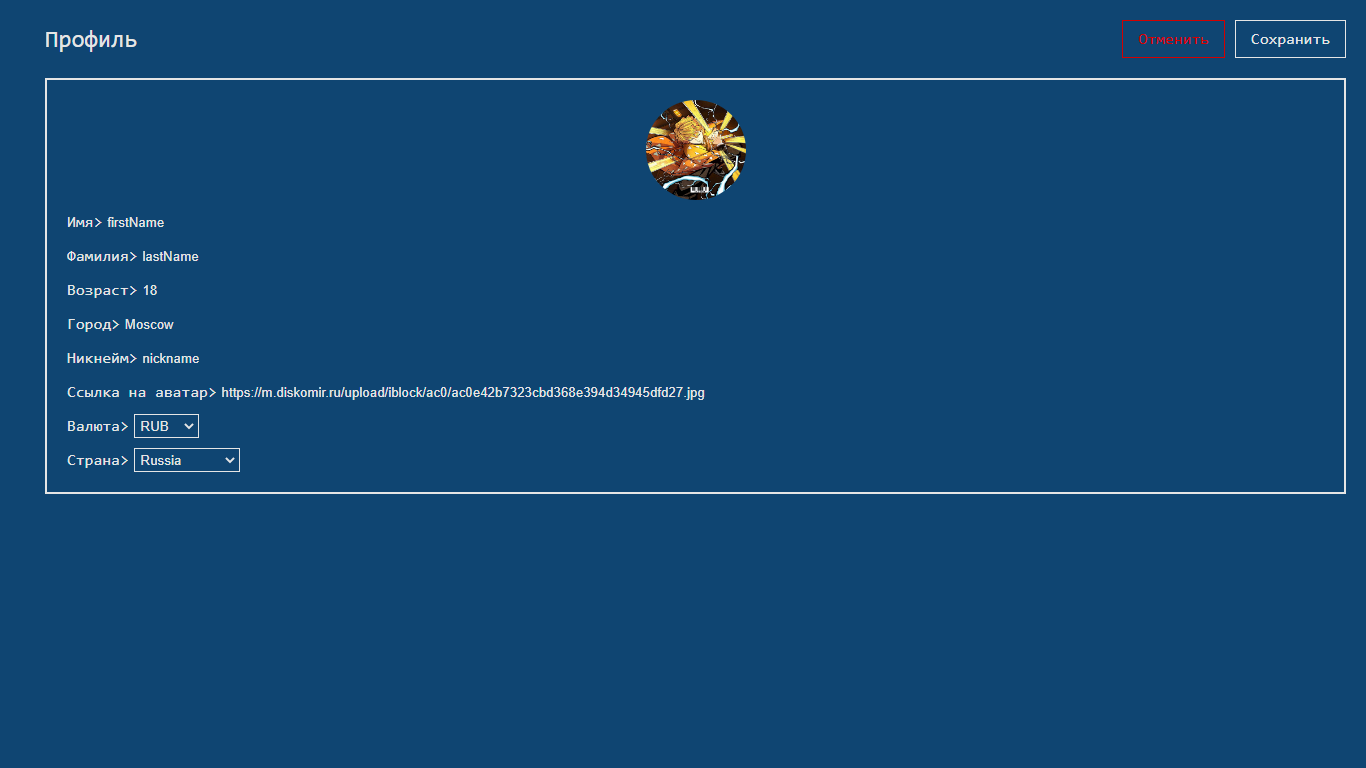 Профиль
Отменить
Сохранить
Имя> firstName
Фамилия> lastName
Возраст> 18
Город> Moscow
Никнейм> nickname
Ссылка на аватар> https://m.diskomir.ru/upload/iblock/ac0/ac0e42b7323cbd368e394d34945dfd27.jpg
Валюта> RUB
Страна> Russia